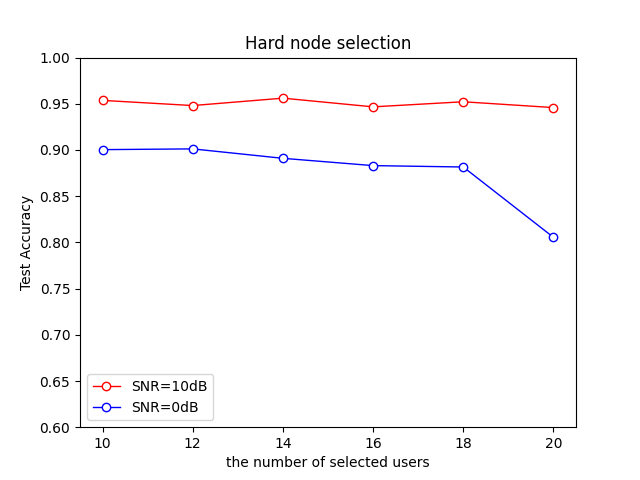 Hard node selection
1.00
0.95
0.90
0.85
0.80
0.75
0.70
0.65
0.60
Test Accuracy
SNR=10dB
SNR=0dB
10 12 14 16 18 20
the number of selected users